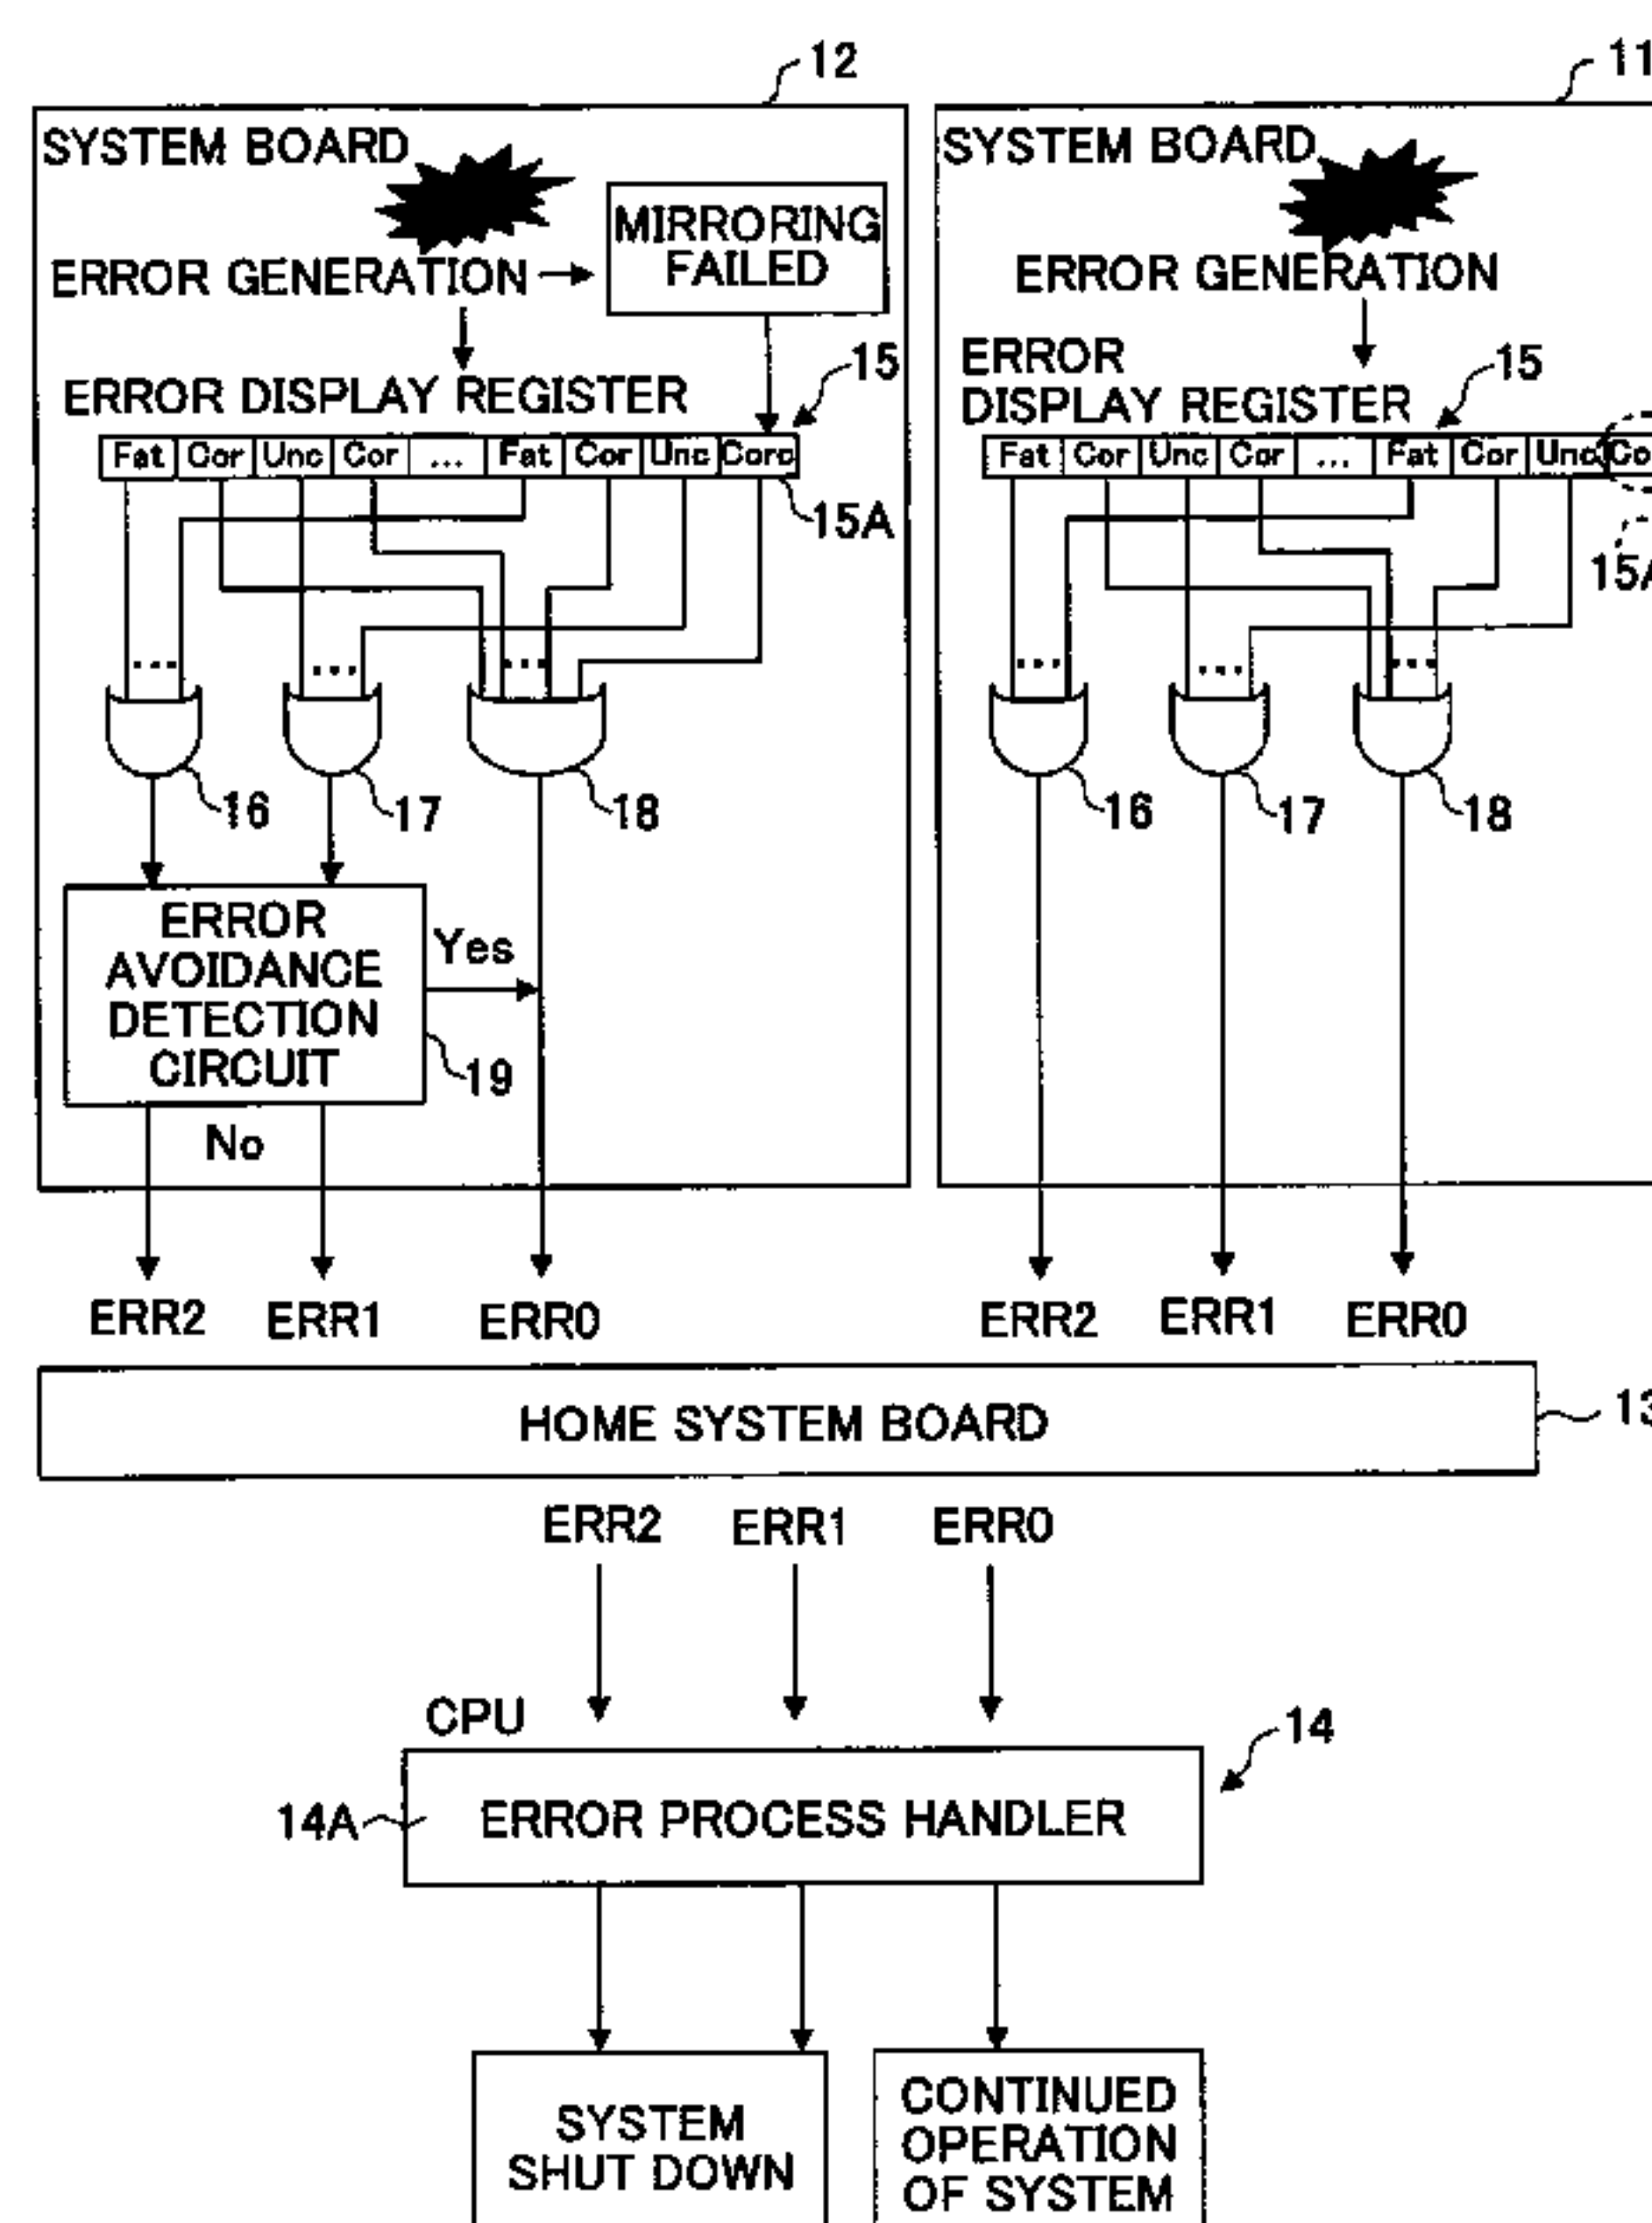 12
SYSTEM BOARD
MIRRORING
FAILED
ERROR GENERATION
ERROR DISPLAY REGISTER
15
Fat Cor Unc Cor ... Fat Cor Unc Corc
15A
16
17
18
ERROR
AVOIDANCE
DETECTION
CIRCUIT
Yes
19
No
ERR2 ERR1 ERR0
11
SYSTEM BOARD
ERROR GENERATION
ERROR
DISPLAY REGISTER
15
Fat Cor Unc Cor ... Fat Cor Unc
16
17
18
ERR2 ERR1 ERR0
HOME SYSTEM BOARD
13
ERR2 ERR1 ERR0
CPU
14
14A
ERROR PROCESS HANDLER
SYSTEM
SHUT DOWN
CONTINUED
OPERATION
OF SYSTEM